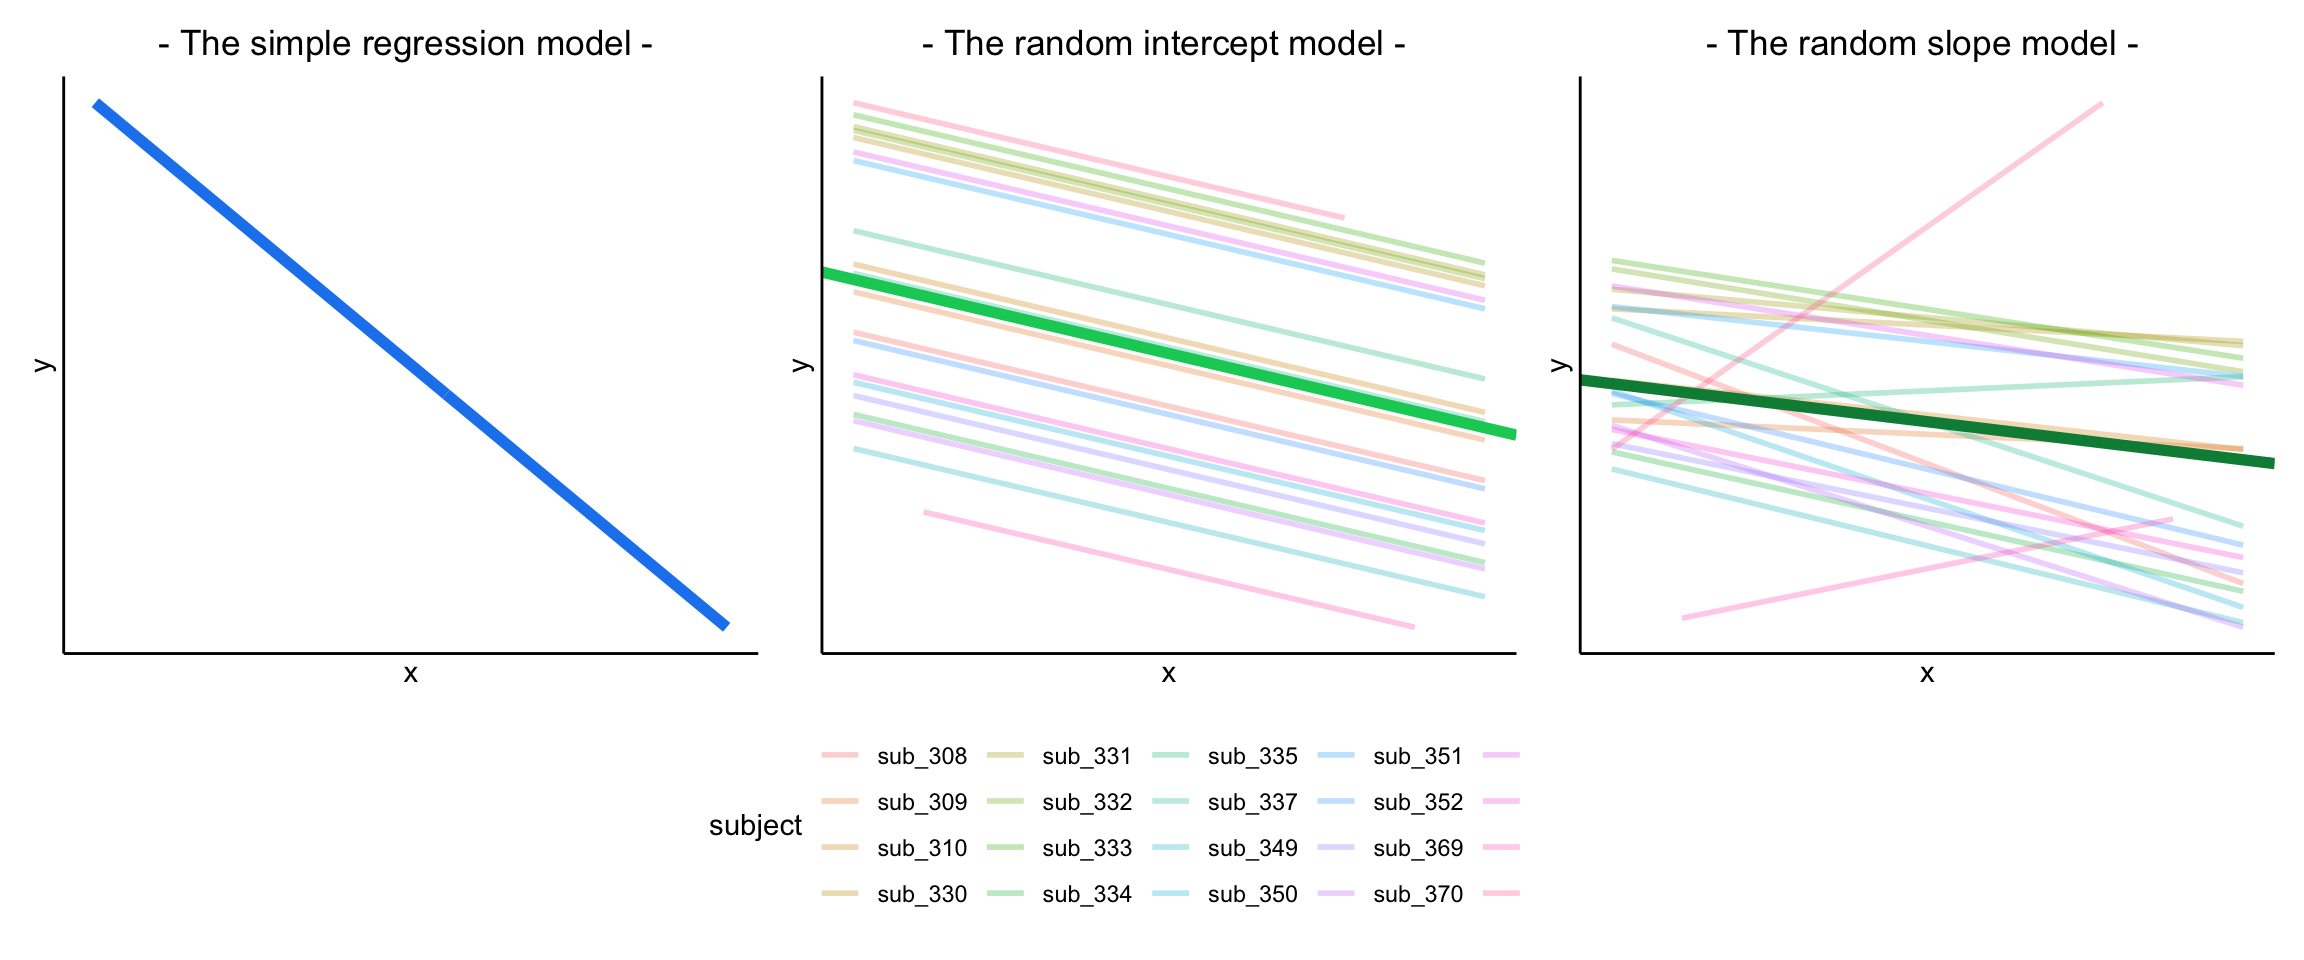 - The simple regression model -
- The random intercept model -
- The random slope model -
y
x
y
x
y
x
subject
sub_308 sub_331 sub_335 sub_351
sub_309 sub_332 sub_337 sub_352
sub_310 sub_333 sub_349 sub_369
sub_330 sub_334 sub_350 sub_370